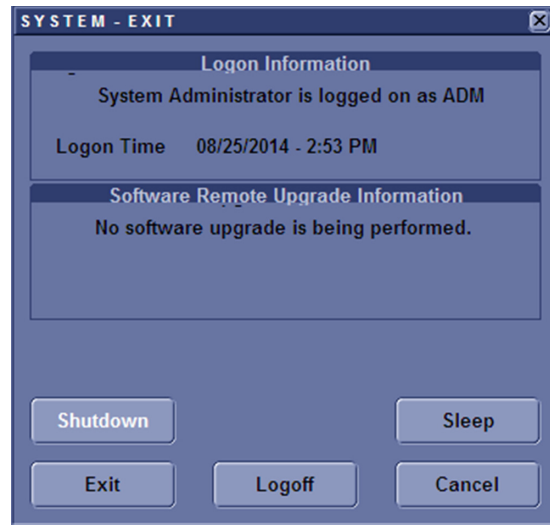 SYSTEM - EXIT
Logon Information
System Administrator is logged on as ADM
Logon Time 08/25/2014 - 2:53 PM
Software Remote Upgrade Information
No software upgrade is being performed.
Shutdown Sleep
Exit Logoff Cancel